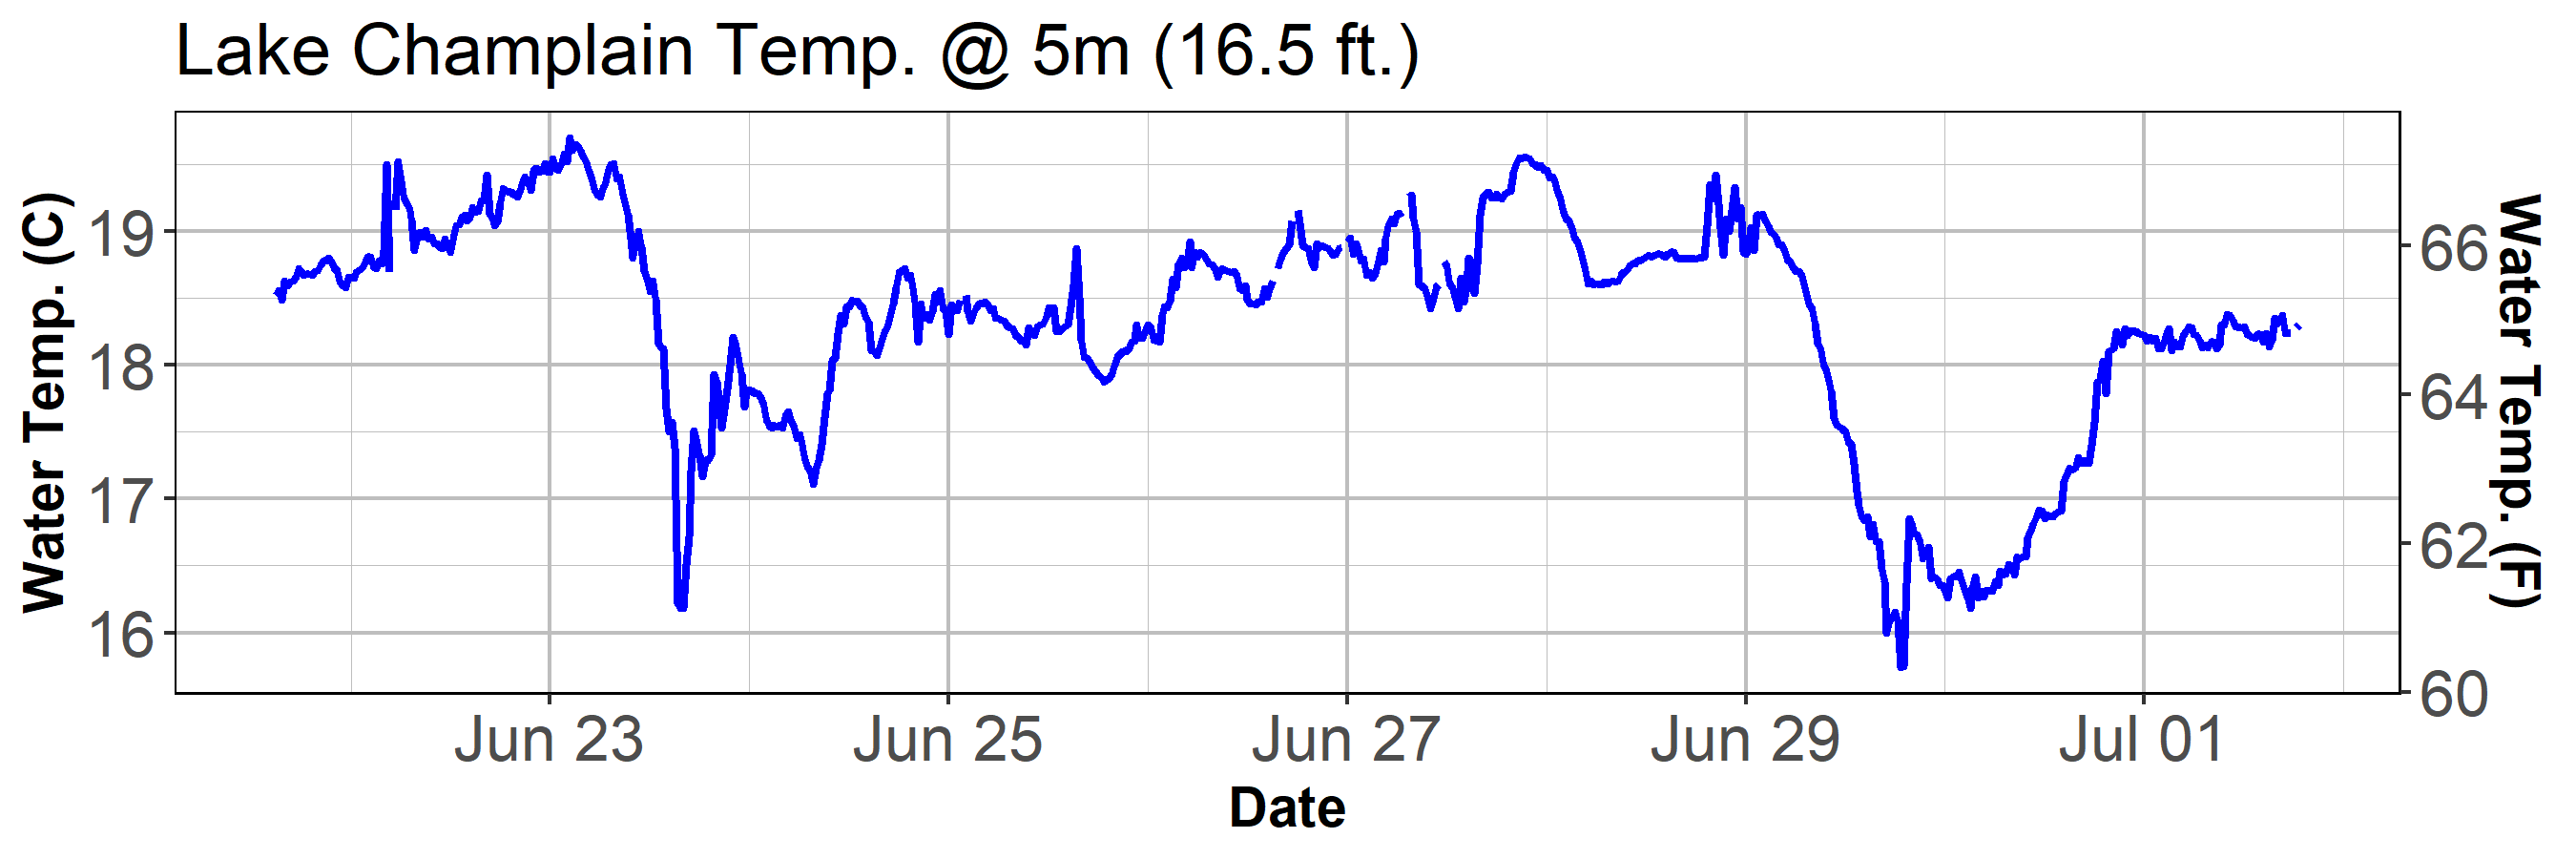 Lake Champlain Temp. @ 5m (16.5 ft.)
Water Temp. (C)
19
18
17
16
66
64
62
60
Water Temp. (F)
Jun 23
Jun 25
Jun 27
Jun 29
Jul 01
Date